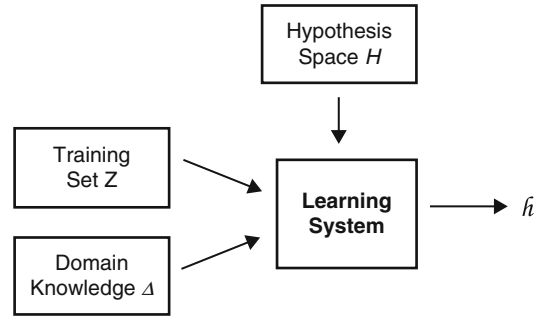 Hypothesis
Space H
Training
Set Z
Learning
System
h
Domain
Knowledge Δ